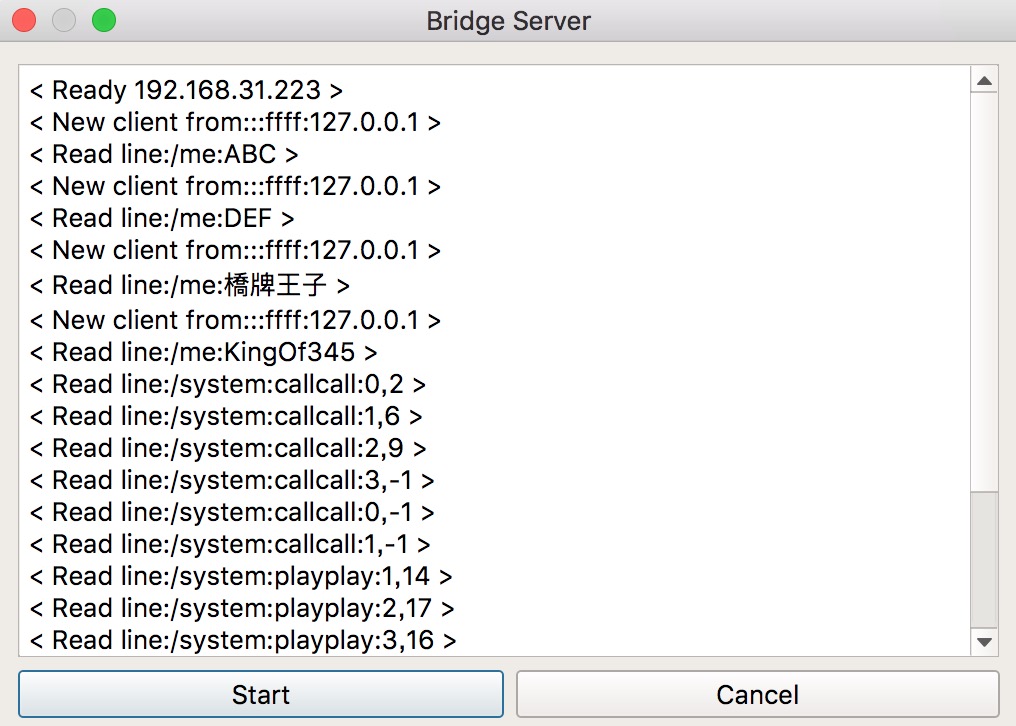 Bridge Server
< Ready 192.168.31.223 >
< New client from:::ffff:127.0.0.1 >
< Read line:/me:ABC >
< New client from:::ffff:127.0.0.1 >
< Read line:/me:DEF >
< New client from:::ffff:127.0.0.1 >
< Read line:/me:橋牌王子 >
< New client from:::ffff:127.0.0.1 >
< Read line:/me:KingOf345 >
< Read line:/system:callcall:0,2 >
< Read line:/system:callcall:1,6 >
< Read line:/system:callcall:2,9 >
< Read line:/system:callcall:3,-1 >
< Read line:/system:callcall:0,-1 >
< Read line:/system:callcall:1,-1 >
< Read line:/system:playplay:1,14 >
< Read line:/system:playplay:2,17 >
< Read line:/system:playplay:3,16 >
Start
Cancel